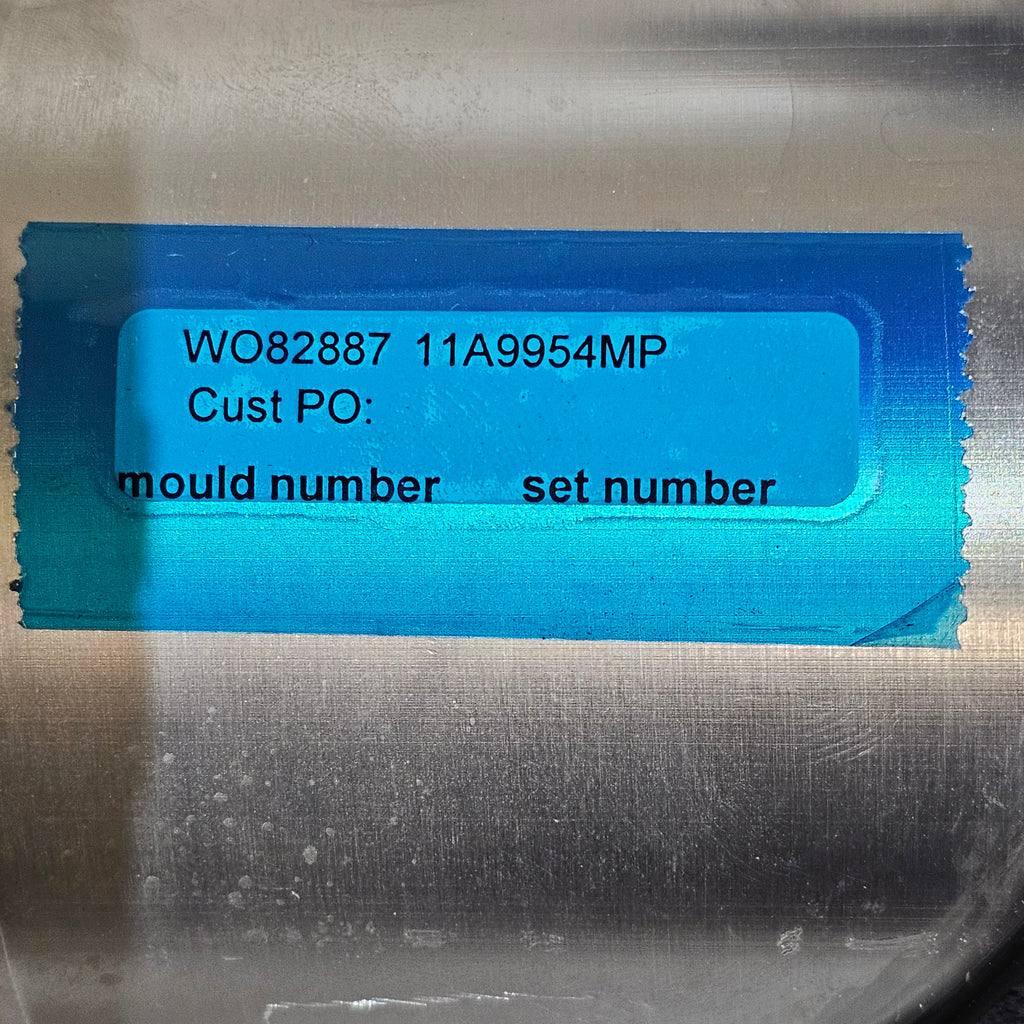 WO82887 11A9954MP
Cust PO:
mould number set number